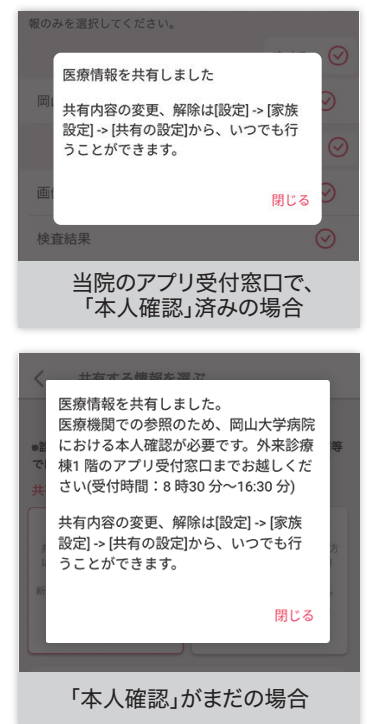 報のみを選択してください。
医療情報を共有しました
共有内容の変更、解除は[設定] -> [家族
設定] -> [共有の設定]から、いつでも行
うことができます。
閉じる
検査結果
当院のアプリ受付窓口で、
「本人確認」済みの場合
共有する情報を選ぶ
医療情報を共有しました。
医療機関での参照のため、岡山大学病院
における本人確認が必要です。外来診療
棟1 階のアプリ受付窓口までお越しくだ
さい(受付時間：8 時30 分〜16:30 分)
共有内容の変更、解除は[設定] -> [家族
設定] -> [共有の設定]から、いつでも行
うことができます。
閉じる
「本人確認」がまだの場合